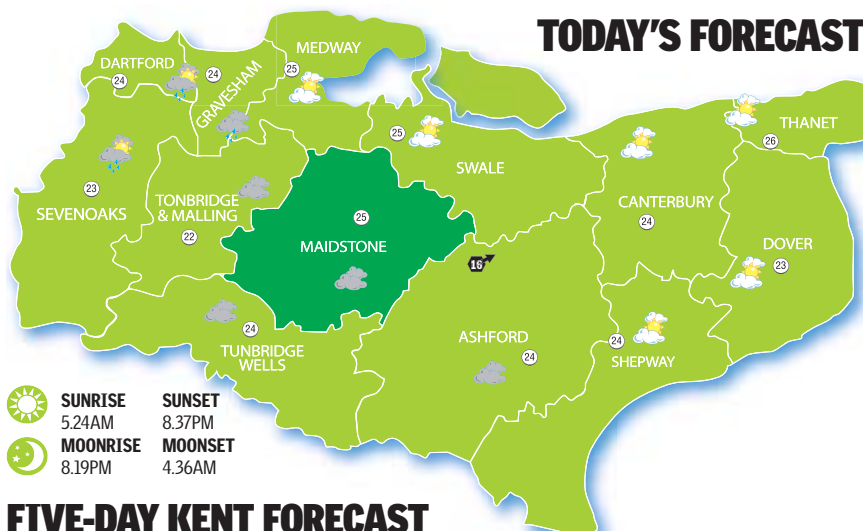 TODAY'S FORECAST
MEDWAY
DARTFORD
24
24
25
GRAVESHAM
THANET
26
25
SWALE
23
SEVENOAKS
TONBRIDGE
& MALLING
22
25
MAIDSTONE
CANTERBURY
24
DOVER
23
16
24
TUNBRIDGE
WELLS
ASHFORD
24
24
SHEPWAY
SUNRISE SUNSET
5.24AM 8.37PM
MOONRISE MOONSET
8.19PM 4.36AM
FIVE-DAY KENT FORECAST